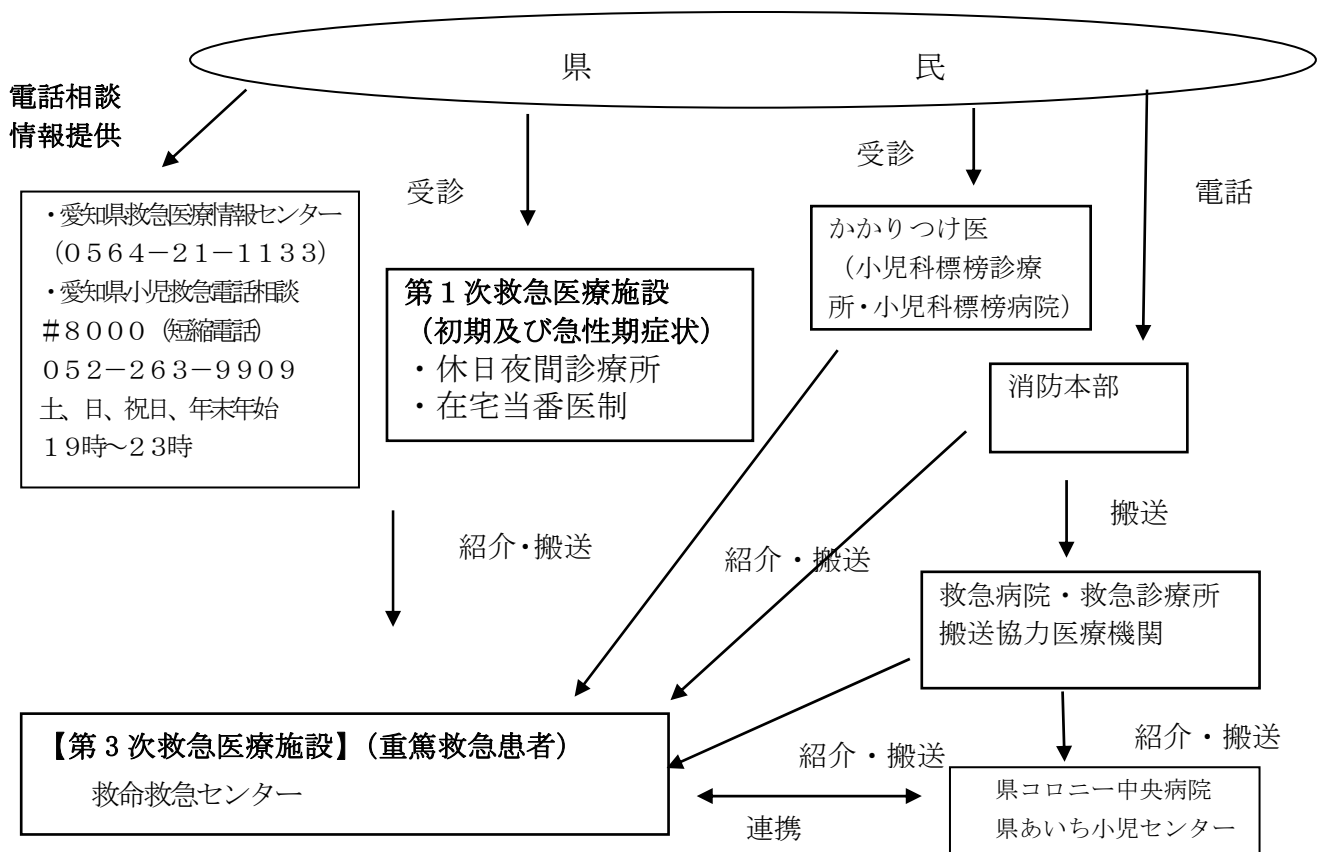 県 民
電話相談
情報提供
受診
受診
電話
・愛知県救急医療情報センター
（０５６４－２１－１１３３）
・愛知県小児救急電話相談
＃８０００（短縮電話）
０５２－２６３－９９０９
土、日、祝日、年末年始
１９時～２３時
第１次救急医療施設
（初期及び急性期症状）
・休日夜間診療所
・在宅当番医制
かかりつけ医
（小児科標榜診療
所・小児科標榜病院）
消防本部
搬送
紹介・搬送
紹介・搬送
救急病院・救急診療所
搬送協力医療機関
【第３次救急医療施設】（重篤救急患者）
救命救急センター
紹介・搬送
紹介・搬送
連携
県コロニー中央病院
県あいち小児センター